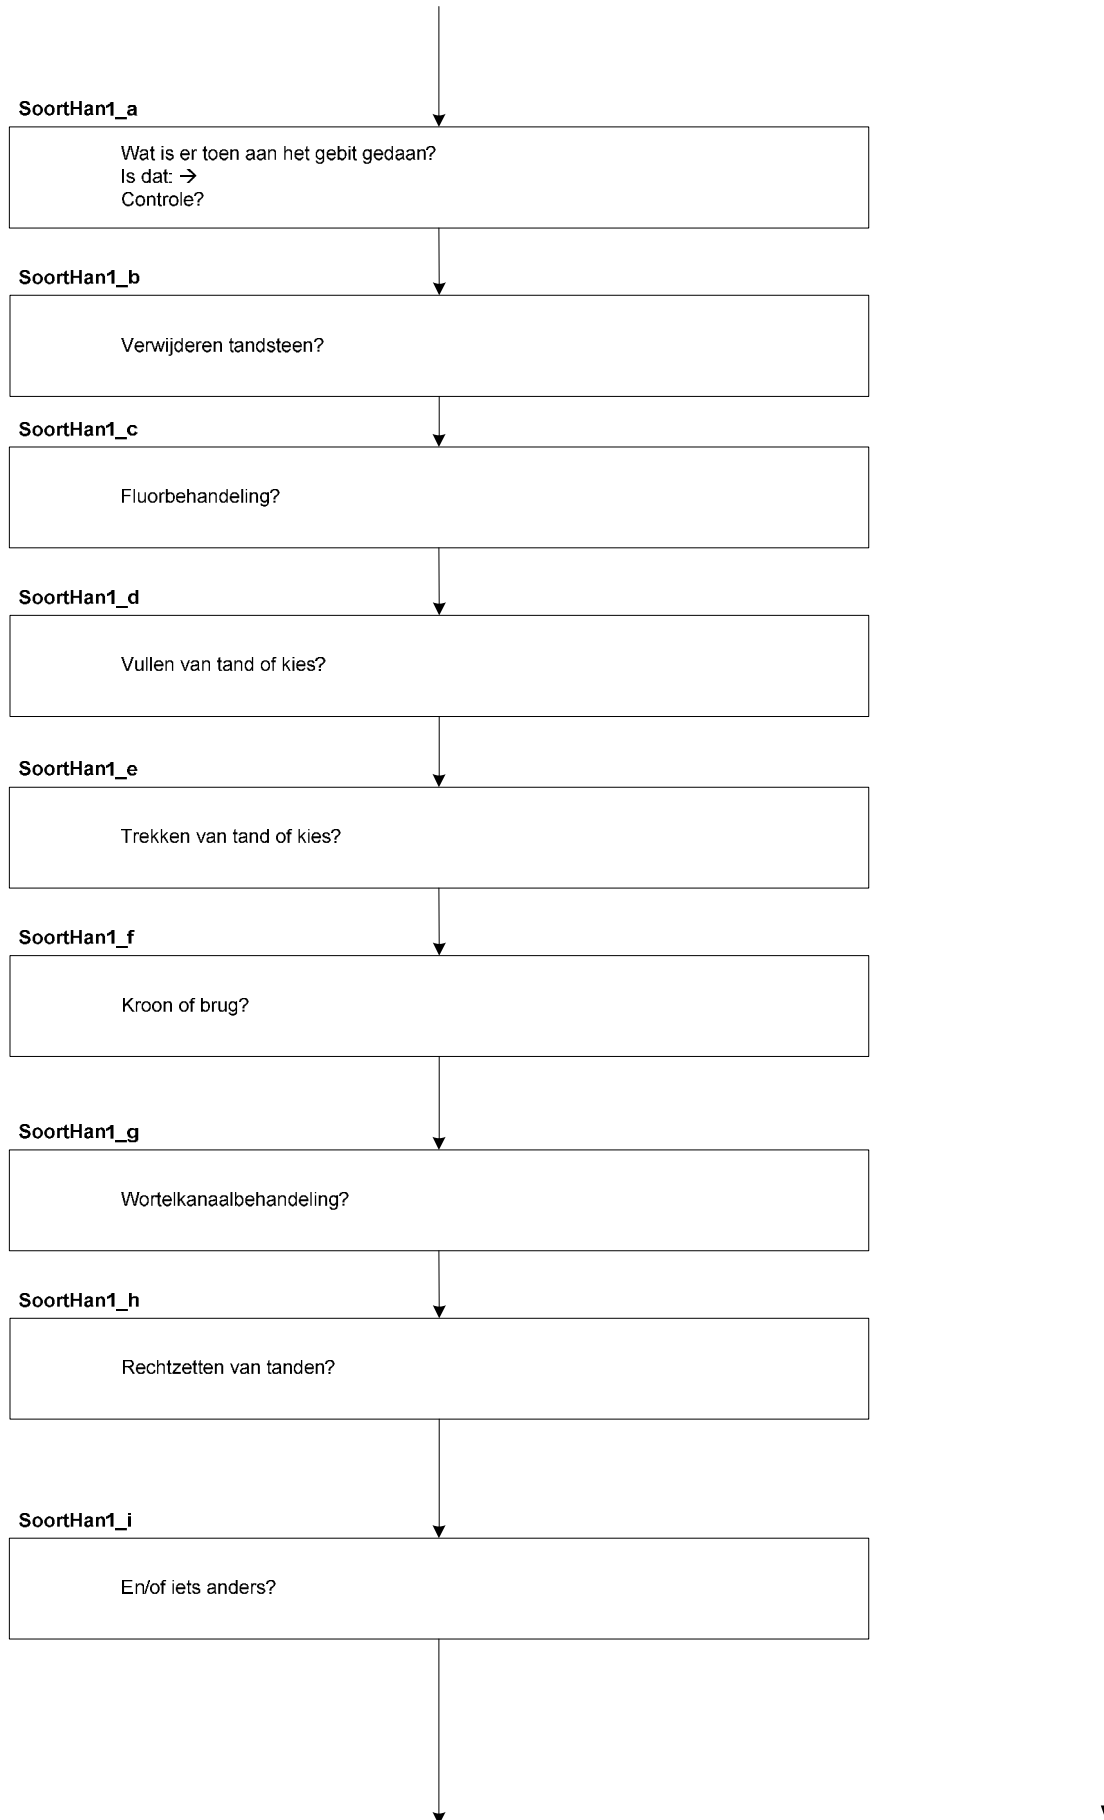 SoortHan1_a
Wat is er toen aan het gebit gedaan?
Is dat: →
Controle?
SoortHan1_b
Verwijderen tandsteen?
SoortHan1_c
Fluorbehandeling?
SoortHan1_d
Vullen van tand of kies?
SoortHan1_e
Trekken van tand of kies?
SoortHan1_f
Kroon of brug?
SoortHan1_g
Wortelkanaalbehandeling?
SoortHan1_h
Rechtzetten van tanden?
SoortHan1_i
En/of iets anders?